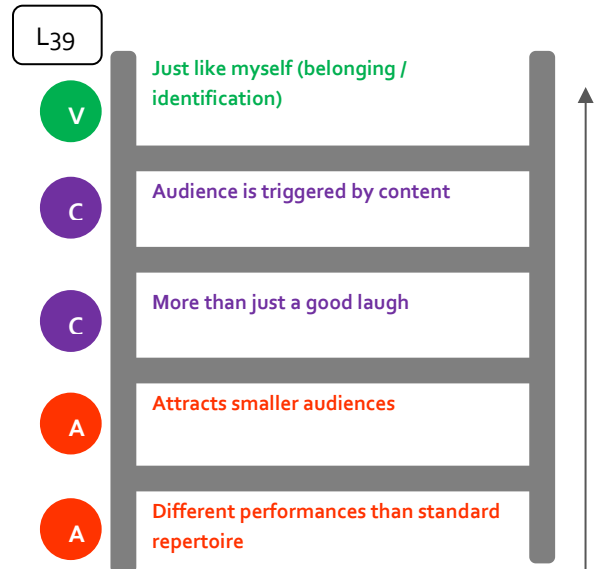 L39
Just like myself (belonging /
identification)
V
Audience is triggered by content
C
More than just a good laugh
C
Attracts smaller audiences
A
Different performances than standard
repertoire
A